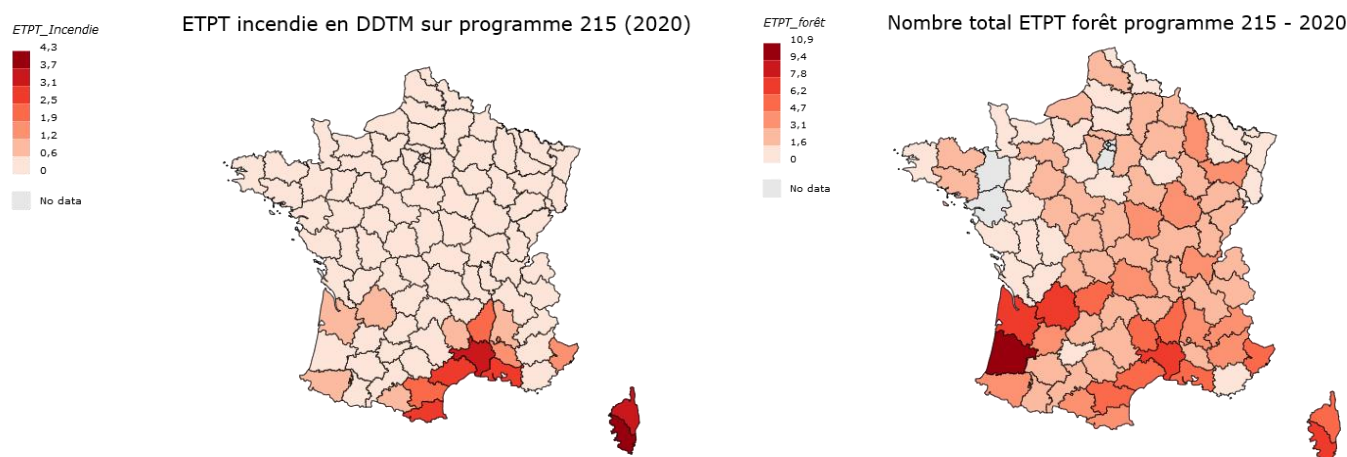 ETPT incendie en DDTM sur programme 215 (2020)
ETPT_Incendie
4,3
3,7
3,1
2,5
1,9
1,2
0,6
0
No data
Nombre total ETPT forêt programme 215 - 2020
ETPT_forêt
10,9
9,4
7,8
6,2
4,7
3,1
1,6
0
No data